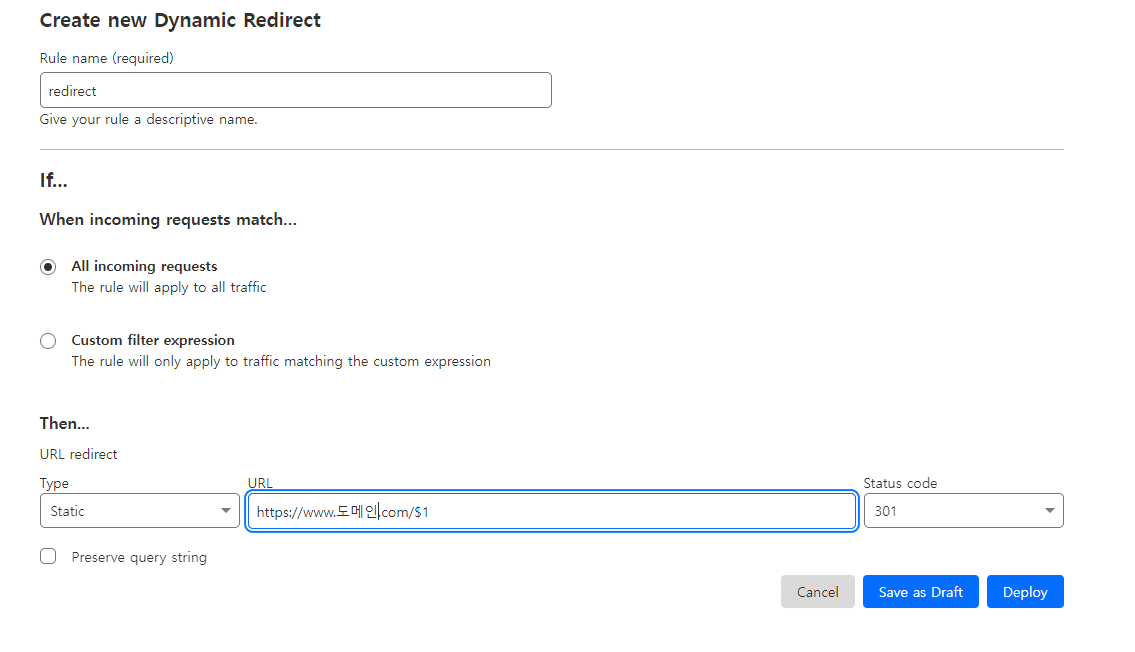 Create new Dynamic Redirect
Rule name (required)
redirect
Give your rule a descriptive name.
If...
When incoming requests match...
All incoming requests
The rule will apply to all traffic
Custom filter expression
The rule will only apply to traffic matching the custom expression
Then...
URL redirect
Type URL Status code
Static https://www.도메인.com/$1 301
Preserve query string
Cancel Save as Draft Deploy